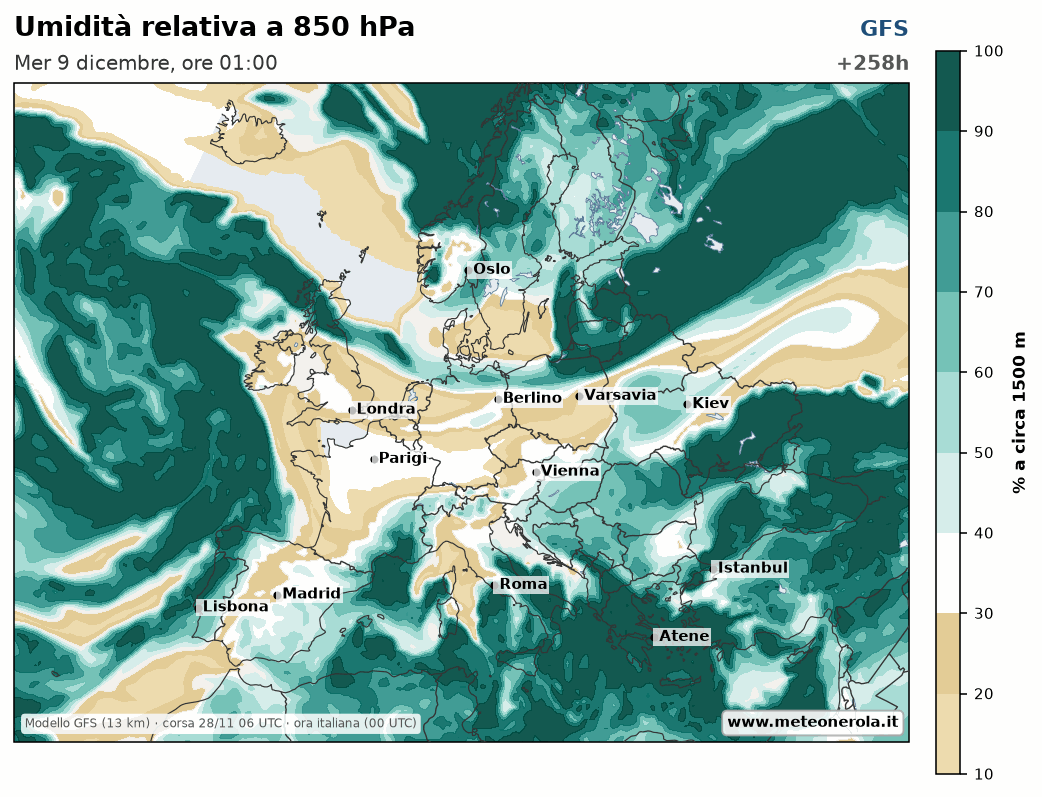 Umidità relativa a 850 hPa
GFS
Mer 9 dicembre, ore 01:00
+258h
100
90
80
70
60
50
40
30
20
10
% a circa 1500 m
Oslo
Berlino
Varsavia
Kiev
Londra
Parigi
Vienna
Istanbul
Roma
Madrid
Lisbona
Atene
Modello GFS (13 km) · corsa 28/11 06 UTC · ora italiana (00 UTC)
www.meteonerola.it